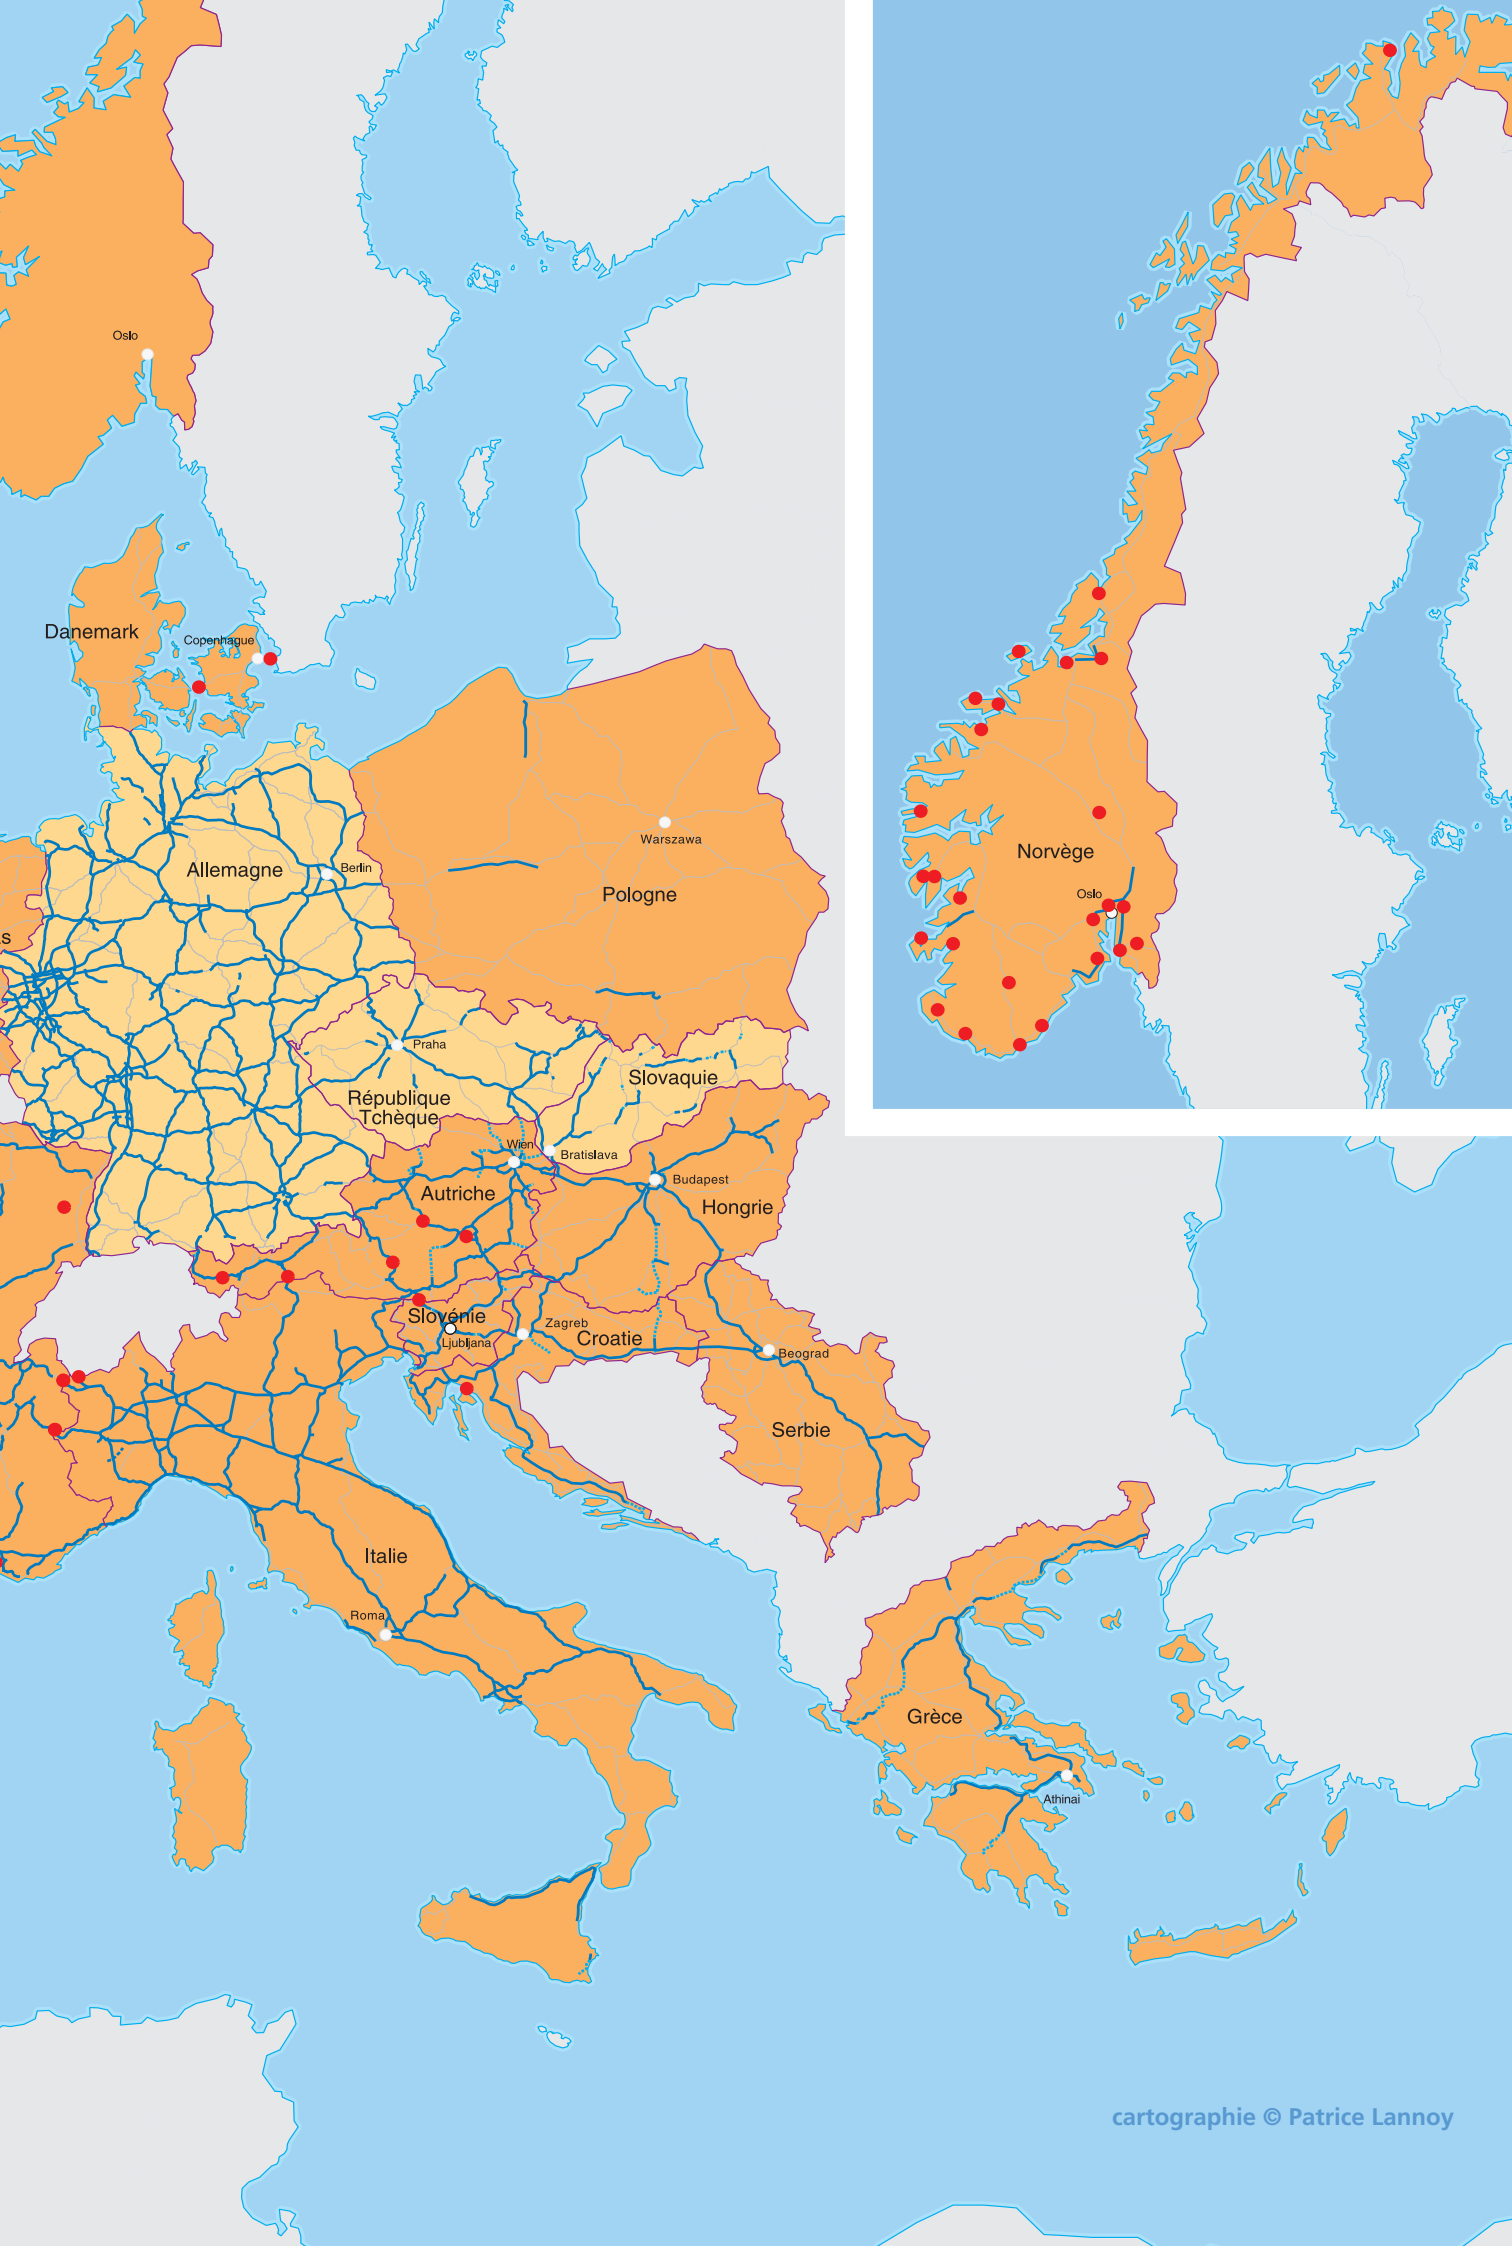 Oslo
Danemark
Copenhague
Norvège
Oslo
Warszawa
Allemagne
Berlin
Pologne
s
Praha
Slovaquie
République
Tchèque
Wien
Bratislava
Budapest
Autriche
Hongrie
Slovénie
Zagreb
Croatie
Ljubljana
Beograd
Serbie
Italie
Roma
Grèce
Athinai
cartographie © Patrice Lannoy